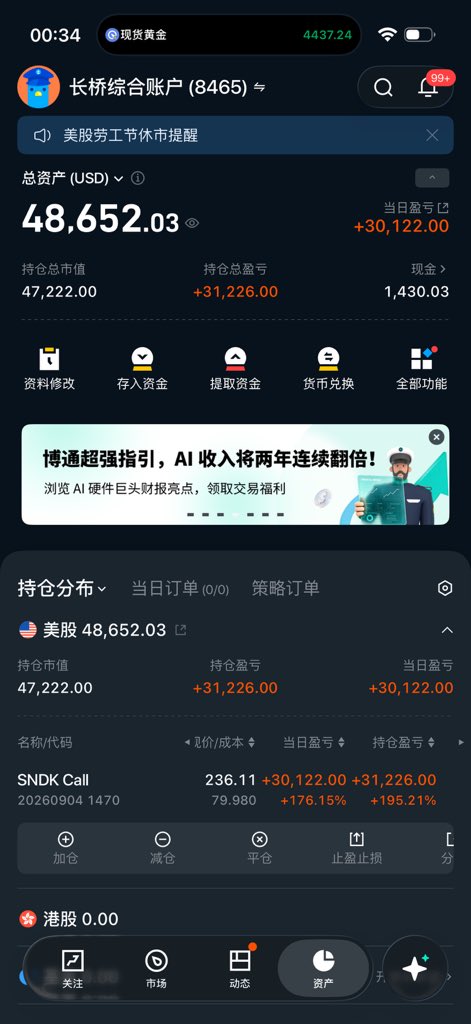 00:34 现货黄金 4437.24
长桥综合账户 (8465) 99+
美股劳工节休市提醒
总资产 (USD)
48,652.03 当日盈亏
+30,122.00
持仓总市值 持仓总盈亏 现金
47,222.00 +31,226.00 1,430.03
资料修改 存入资金 提取资金 货币兑换 全部功能
博通超强指引，AI 收入将两年连续翻倍！
浏览 AI 硬件巨头财报亮点，领取交易福利
持仓分布 当日订单 (0/0) 策略订单
美股 48,652.03
持仓市值 持仓盈亏 当日盈亏
47,222.00 +31,226.00 +30,122.00
名称/代码 现价/成本 当日盈亏 持仓盈亏
SNDK Call 236.11 +30,122.00 +31,226.00
20260904 1470 79.980 +176.15% +195.21%
加仓 减仓 平仓 止盈止损
港股 0.00
关注 市场 动态 资产